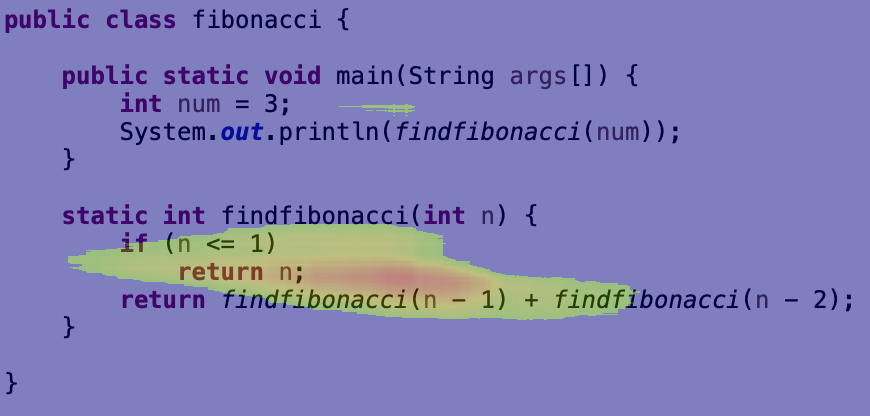 public class fibonacci {
public static void main(String args[]) {
int num = 3;
System.out.println(findfibonacci(num));
}
static int findfibonacci(int n) {
if (n <= 1)
return n;
return findfibonacci(n - 1) + findfibonacci(n - 2);
}
}